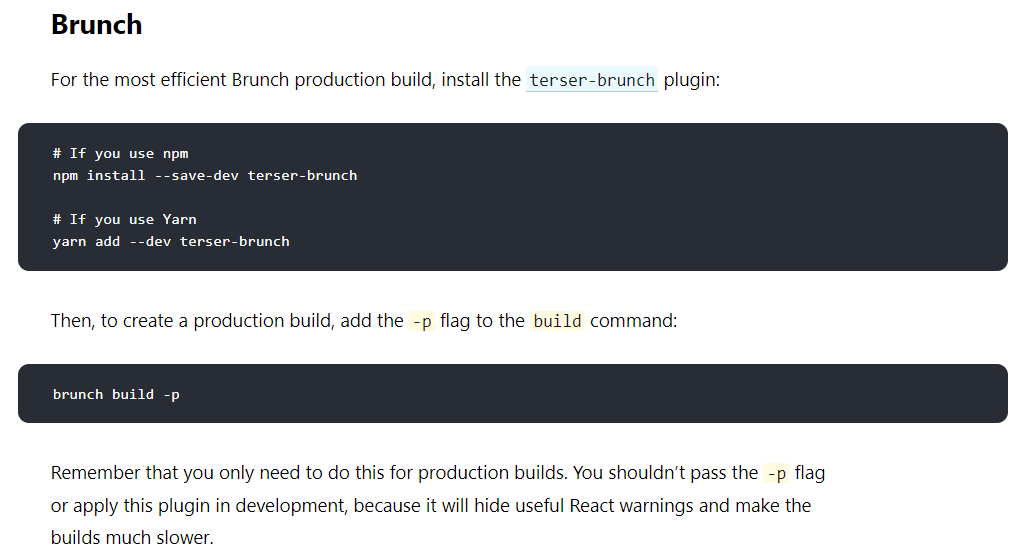 Brunch
For the most efficient Brunch production build, install the terser-brunch plugin:
# If you use npm
npm install --save-dev terser-brunch
# If you use Yarn
yarn add --dev terser-brunch
Then, to create a production build, add the -p flag to the build command:
brunch build -p
Remember that you only need to do this for production builds. You shouldn’t pass the -p flag
or apply this plugin in development, because it will hide useful React warnings and make the
builds much slower.